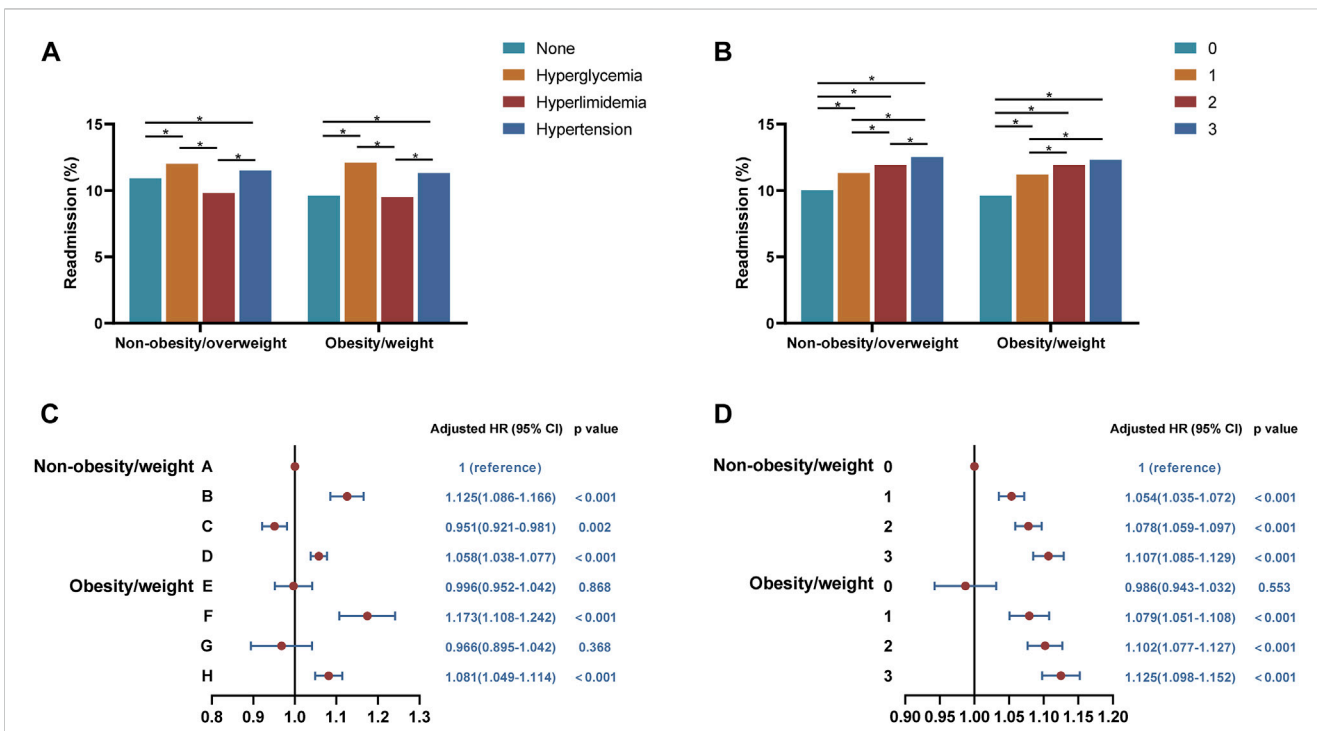 A
None
Hyperglycemia
Hyperlimidemia
Hypertension
Readmission (%)
15
10
5
0
* * * * *
* * * * *
Non-obesity/overweight Obesity/weight
B
0
1
2
3
Readmission (%)
15
10
5
0
* * * * * *
* * * * * *
Non-obesity/overweight Obesity/weight
C
Adjusted HR (95% CI) p value
Non-obesity/weight A 1 (reference)
B 1.125(1.086-1.166) <0.001
C 0.951(0.921-0.981) 0.002
D 1.058(1.038-1.077) <0.001
Obesity/weight E 0.996(0.952-1.042) 0.868
F 1.173(1.108-1.242) <0.001
G 0.966(0.895-1.042) 0.368
H 1.081(1.049-1.114) <0.001
0.8 0.9 1.0 1.1 1.2 1.3
D
Adjusted HR (95% CI) p value
Non-obesity/weight 0 1 (reference)
1 1.054(1.035-1.072) <0.001
2 1.078(1.059-1.097) <0.001
3 1.107(1.085-1.129) <0.001
Obesity/weight 0 0.986(0.943-1.032) 0.553
1 1.079(1.051-1.108) <0.001
2 1.102(1.077-1.127) <0.001
3 1.125(1.098-1.152) <0.001
0.90 0.95 1.00 1.05 1.10 1.15 1.20